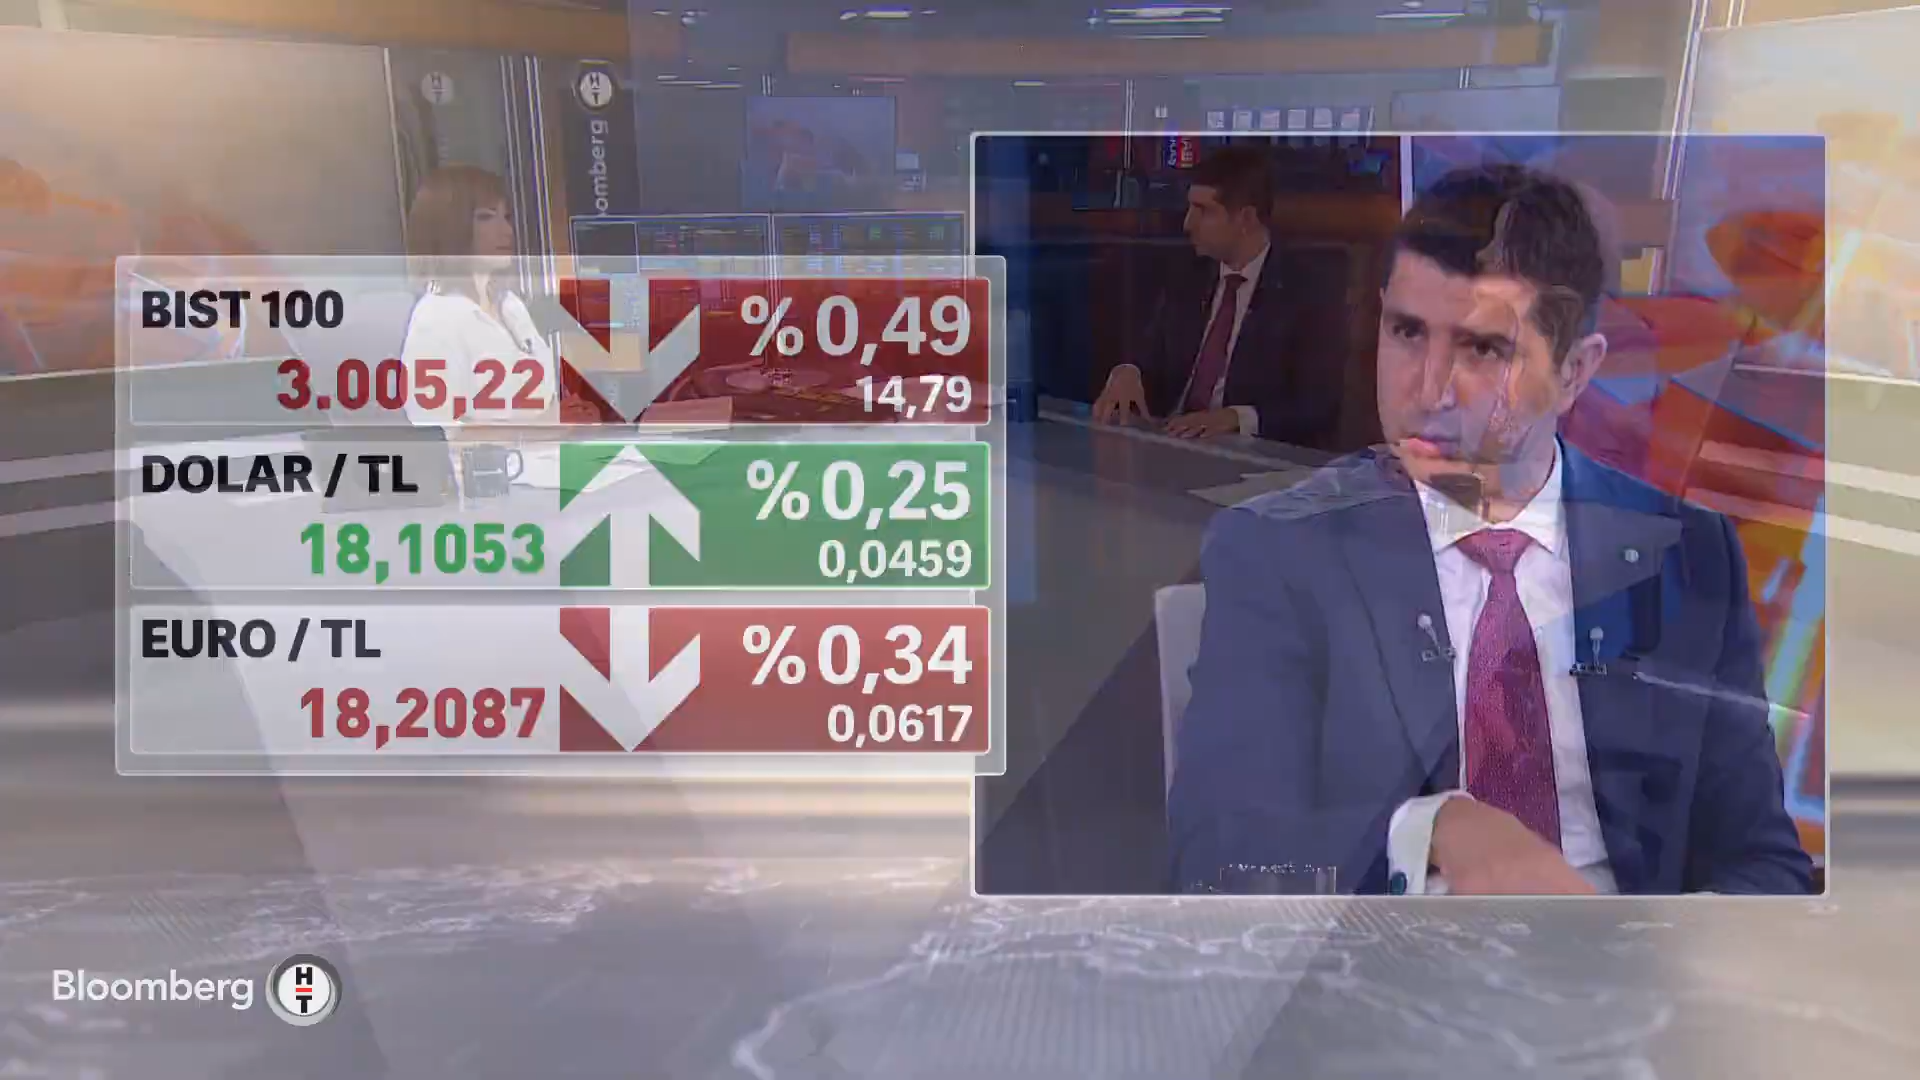 omberg
BIST 100
3.005,22
%0,49
14,79
DOLAR / TL
18,1053
%0,25
0,0459
EURO / TL
18,2087
%0,34
0,0617
Bloomberg HT